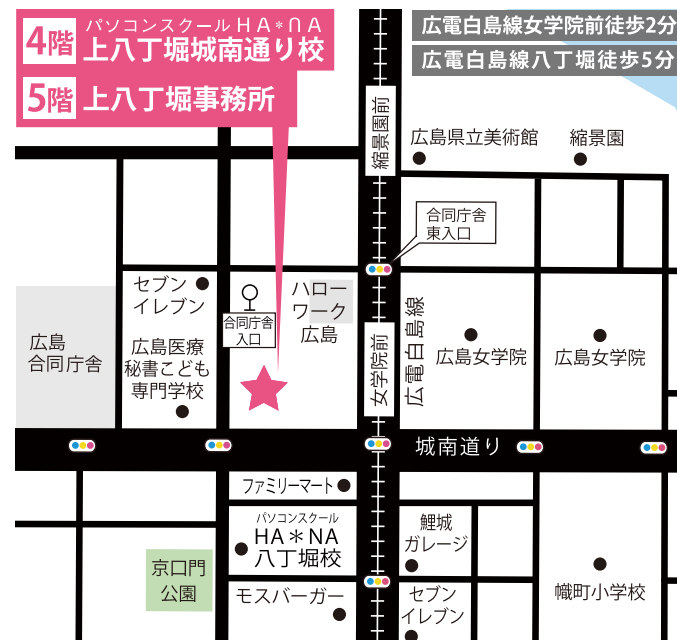 4階 パソコンスクール HA*NA
上八丁堀城南通り校
5階 上八丁堀事務所
広電白島線女学院前徒歩2分
広電白島線八丁堀徒歩5分
縮景園前
広島県立美術館
縮景園
合同庁舎
東入口
セブン
イレブン
合同庁舎
入口
ハロー
ワーク
広島
広島
合同庁舎
広島医療
秘書こども
専門学校
女学院前
広電白島線
広島女学院
広島女学院
城南道り
ファミリーマート
パソコンスクール
HA*NA
八丁堀校
鯉城
ガレージ
京口門
公園
モスバーガー
セブン
イレブン
幟町小学校